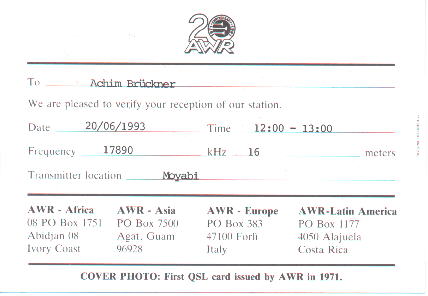 20
AWR
To Achim Brückner
We are pleased to verify your reception of our station.
Date 20/06/1993 Time 12:00 - 13:00
Frequency 17890 kHz 16 meters
Transmitter location Moyabi
AWR - Africa AWR - Asia AWR - Europe AWR-Latin America
08 PO Box 1751 PO Box 7500 PO Box 383 PO Box 1177
Abidjan 08 Agat, Guam 47100 Forlì 4050 Alajuela
Ivory Coast 96928 Italy Costa Rica
COVER PHOTO: First QSL card issued by AWR in 1971.